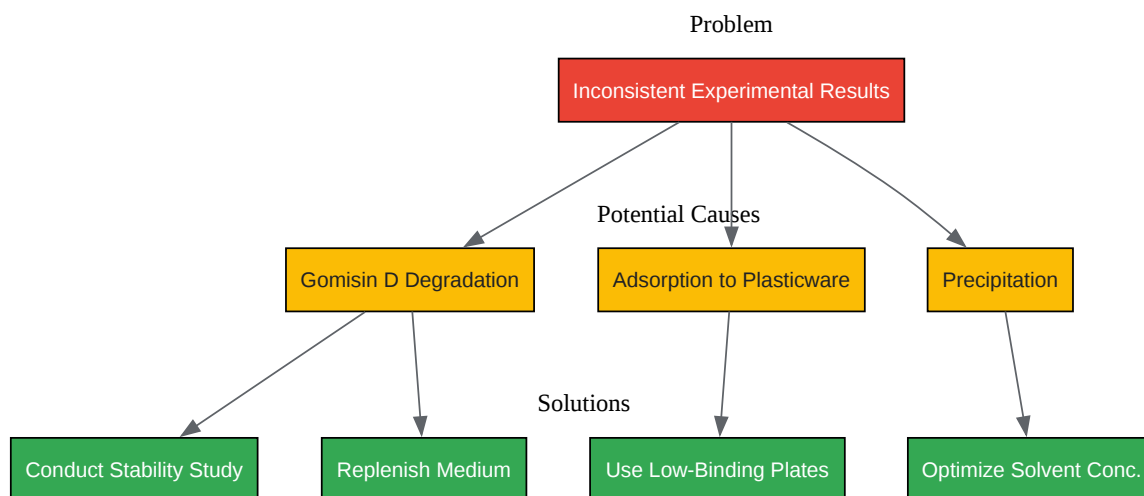 Problem
Inconsistent Experimental Results
Potential Causes
Gomisin D Degradation
Adsorption to Plasticware
Precipitation
Solutions
Conduct Stability Study
Replenish Medium
Use Low-Binding Plates
Optimize Solvent Conc.